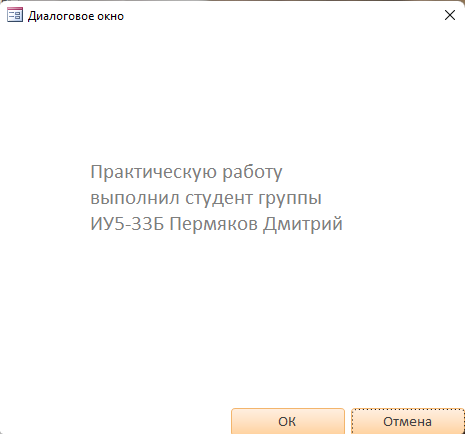 Диалоговое окно
Практическую работу
выполнил студент группы
ИУ5-33Б Пермяков Дмитрий
ОК
Отмена